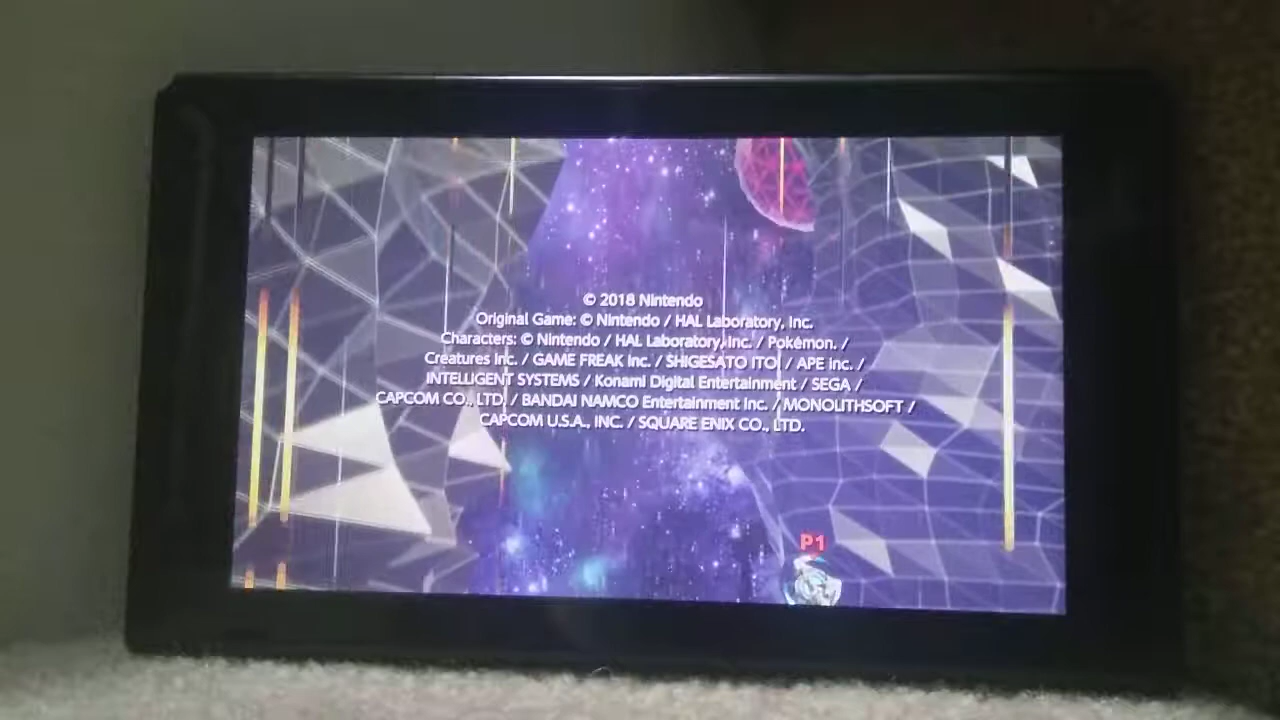 © 2018 Nintendo
Original Game: © Nintendo / HAL Laboratory, Inc.
Characters: © Nintendo / HAL Laboratory, Inc. / Pokémon. /
Creatures Inc. / GAME FREAK inc. / SHIGESATO ITOI / APE inc. /
INTELLIGENT SYSTEMS / Konami Digital Entertainment / SEGA /
CAPCOM CO., LTD. / BANDAI NAMCO Entertainment Inc. / MONOLITHSOFT /
CAPCOM U.S.A., INC. / SQUARE ENIX CO., LTD.
P1